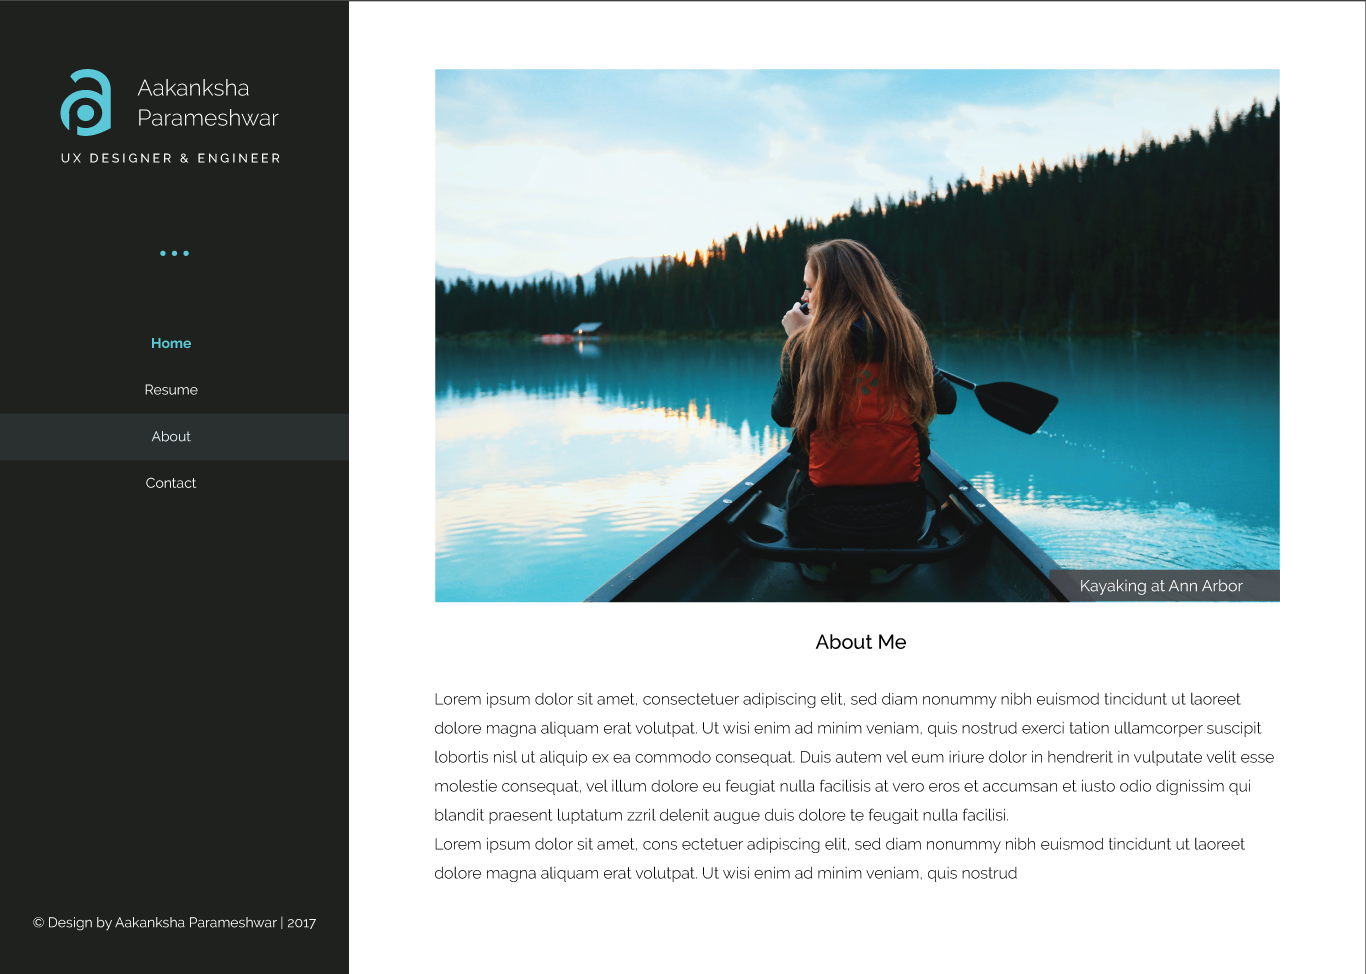 Aakanksha
Parameshwar
UX DESIGNER & ENGINEER
Home
Resume
About
Contact
© Design by Aakanksha Parameshwar | 2017
Kayaking at Ann Arbor
About Me
Lorem ipsum dolor sit amet, consectetuer adipiscing elit, sed diam nonummy nibh euismod tincidunt ut laoreet
dolore magna aliquam erat volutpat. Ut wisi enim ad minim veniam, quis nostrud exerci tation ullamcorper suscipit
lobortis nisl ut aliquip ex ea commodo consequat. Duis autem vel eum iriure dolor in hendrerit in vulputate velit esse
molestie consequat, vel illum dolore eu feugiat nulla facilisis at vero eros et accumsan et iusto odio dignissim qui
blandit praesent luptatum zzril delenit augue duis dolore te feugait nulla facilisi.
Lorem ipsum dolor sit amet, cons ectetuer adipiscing elit, sed diam nonummy nibh euismod tincidunt ut laoreet
dolore magna aliquam erat volutpat. Ut wisi enim ad minim veniam, quis nostrud